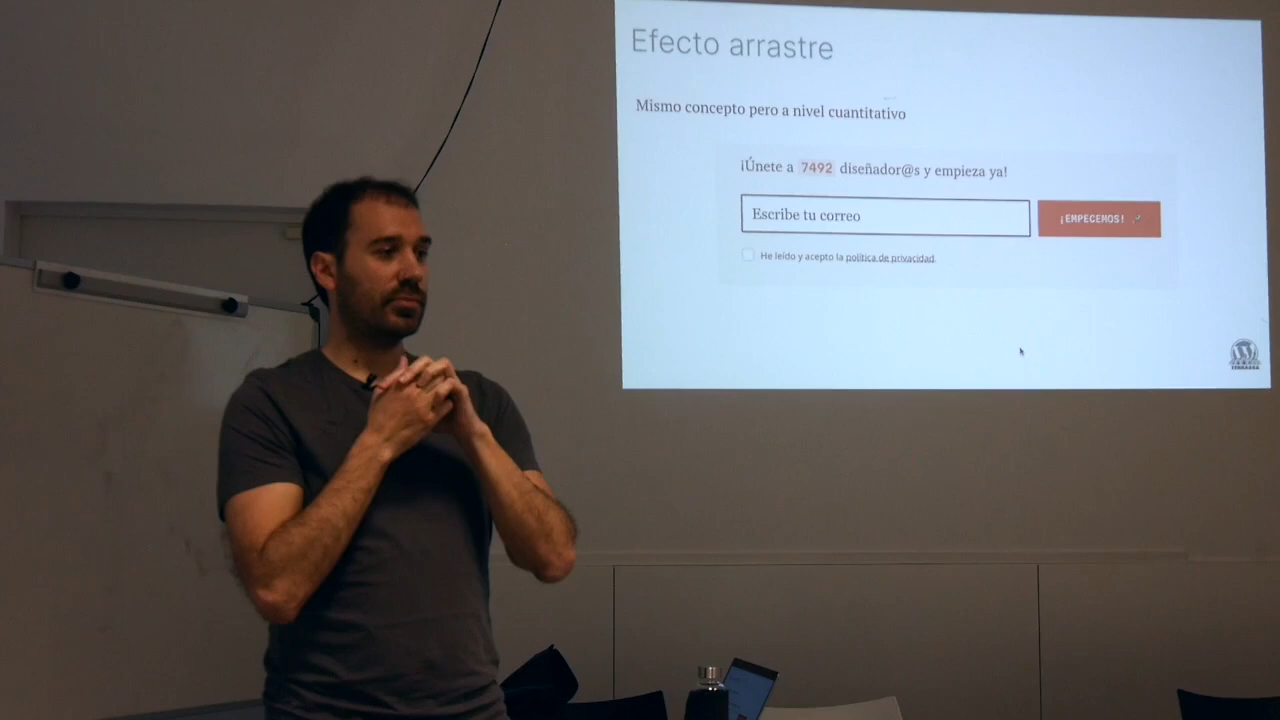 Efecto arrastre
Mismo concepto pero a nivel cuantitativo
¡Únete a 7492 diseñador@s y empieza ya!
Escribe tu correo
¡EMPECEMOS!
He leído y acepto la política de privacidad.